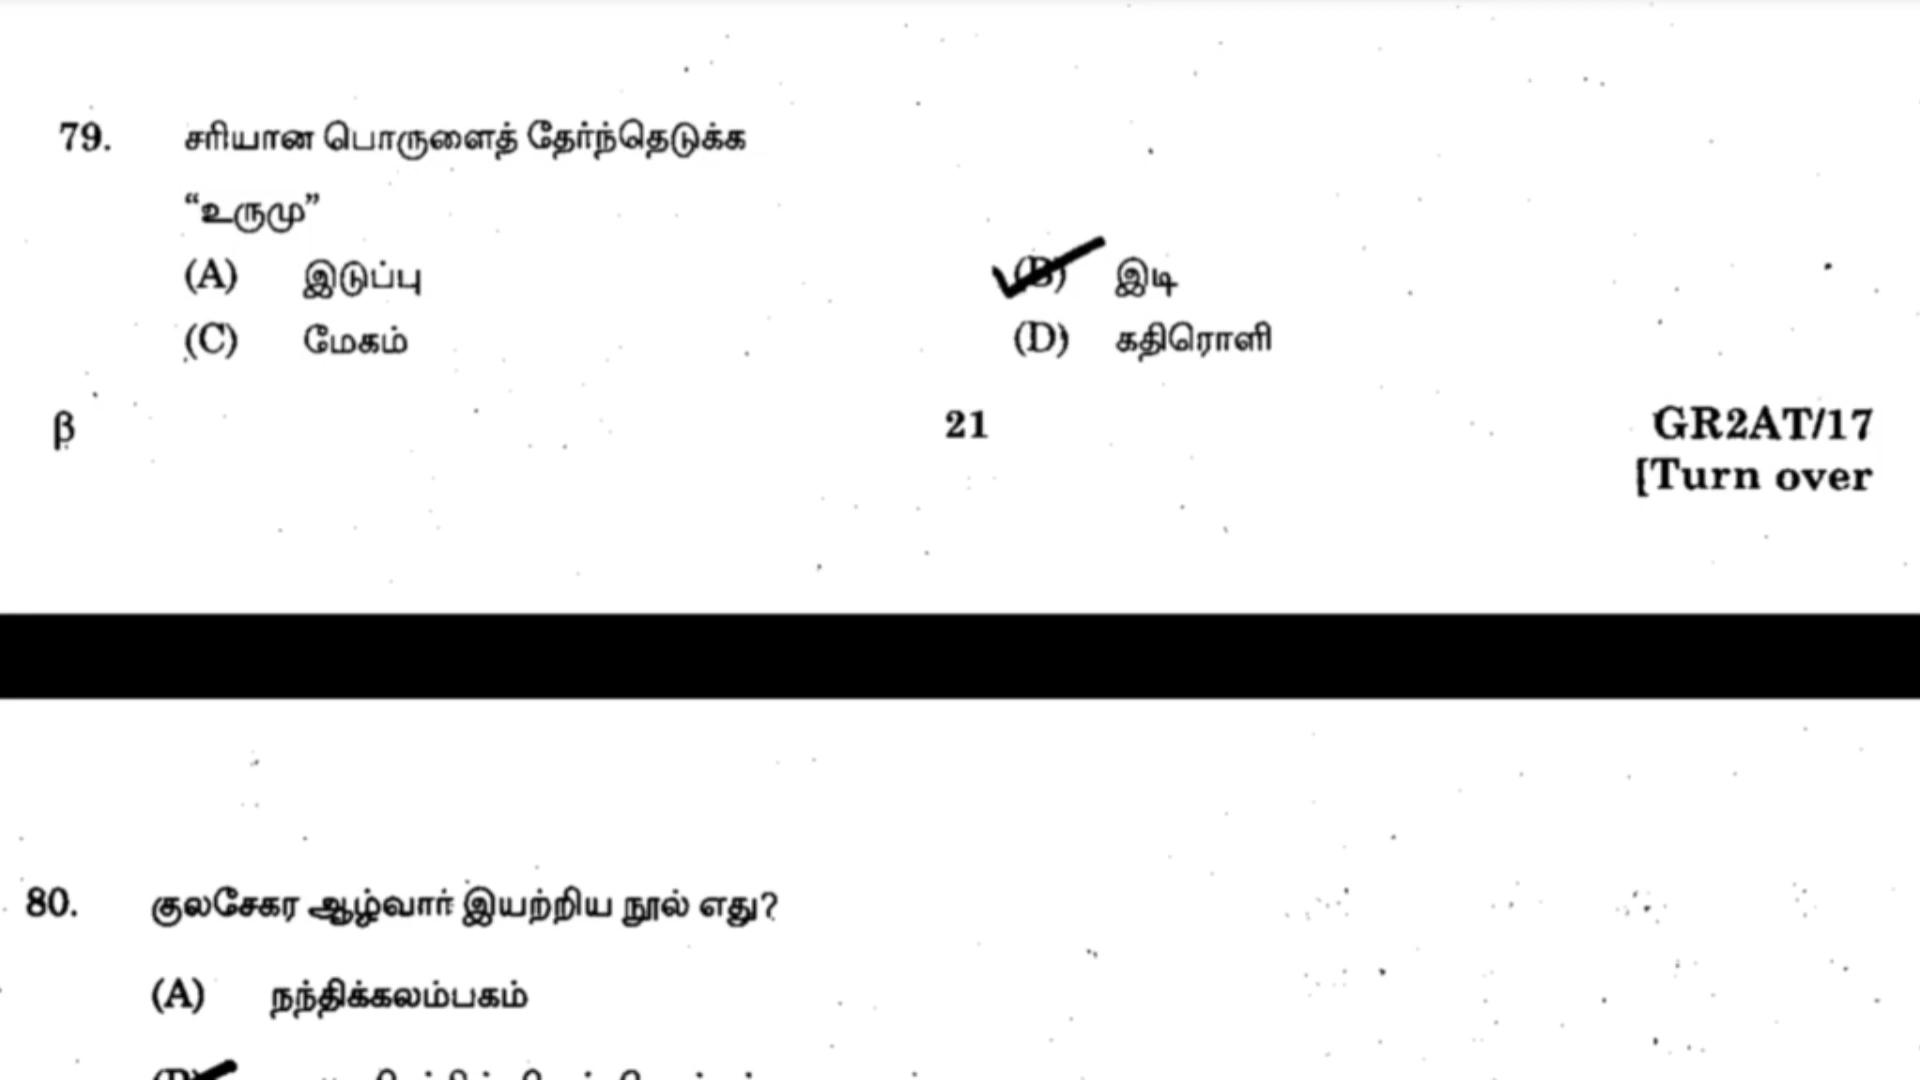 79. சரியான பொருளைத் தேர்ந்தெடுக்க
“உருமு”
(A) இடுப்பு (B) இடி
(C) மேகம் (D) கதிரொளி
β 21 GR2AT/17
[Turn over
80. குலசேகர ஆழ்வார் இயற்றிய நூல் எது?
(A) நந்திக்கலம்பகம்
(B)